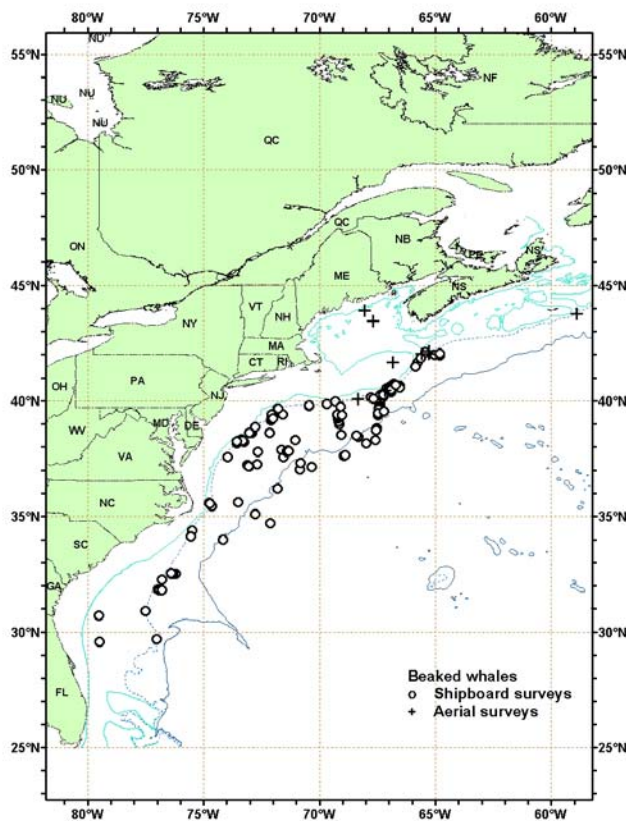 80°W 75°W 70°W 65°W 60°W
55°N 55°N
NU
NU
NU
NU
NF
QC
50°N 50°N
QC
ON NB
NS
ME
45°N NS 45°N
VT
NH
NY
MA
CT RI
PA
40°N OH NJ 40°N
MD
DE
WV
VA
NC
35°N 35°N
SC
GA
30°N 30°N
Beaked whales
FL Shipboard surveys
Aerial surveys
25°N 25°N
80°W 75°W 70°W 65°W 60°W